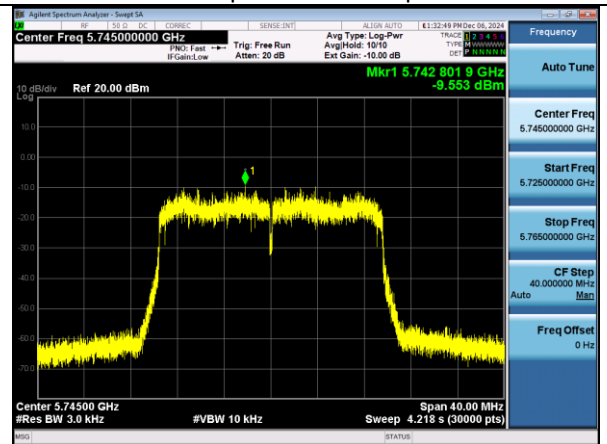 Agilent Spectrum Analyzer - Swept SA
RF 50 Ω DC CORREC SENSE:INT ALIGN AUTO 01:32:49 PM Dec 06, 2024
Center Freq 5.745000000 GHz
PNO: Fast
IFGain:Low
Trig: Free Run
Atten: 20 dB
Avg Type: Log-Pwr
Avg|Hold: 10/10
Ext Gain: -10.00 dB
TRACE 1 2 3 4 5 6
TYPE MWWWWW
DET P NNNNN
Mkr1 5.742 801 9 GHz
-9.553 dBm
10 dB/div Ref 20.00 dBm
Log
10.0
0.00
-10.0
-20.0
-30.0
-40.0
-50.0
-60.0
-70.0
1
Center 5.74500 GHz Span 40.00 MHz
#Res BW 3.0 kHz #VBW 10 kHz Sweep 4.218 s (30000 pts)
MSG STATUS
Frequency
Auto Tune
Center Freq
5.745000000 GHz
Start Freq
5.725000000 GHz
Stop Freq
5.765000000 GHz
CF Step
40.000000 MHz
Auto Man
Freq Offset
0 Hz